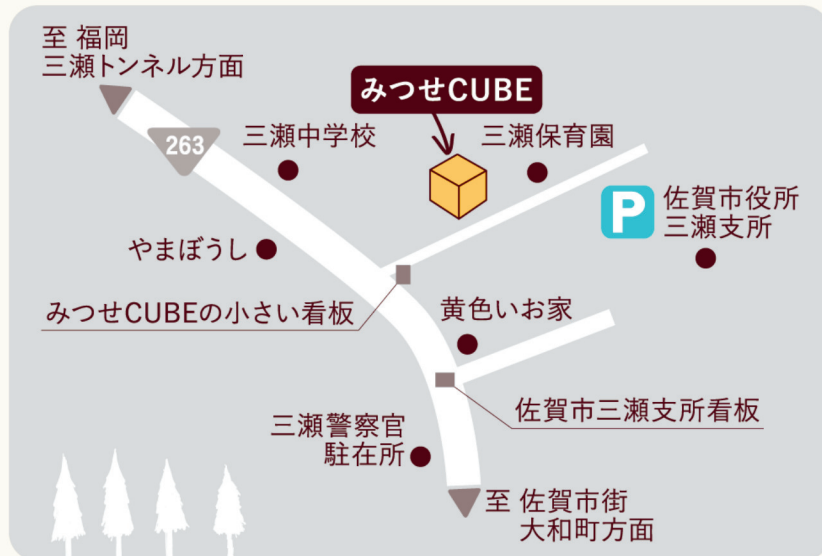 至 福岡
三瀬トンネル方面
みつせCUBE
263
三瀬中学校
三瀬保育園
P
佐賀市役所
三瀬支所
やまぼうし
みつせCUBEの小さい看板
黄色いお家
佐賀市三瀬支所看板
三瀬警察官
駐在所
至 佐賀市街
大和町方面